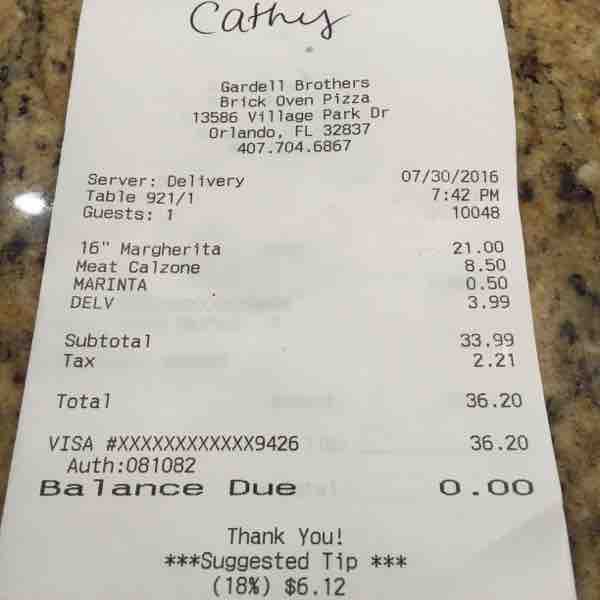 Cathy
Gardell Brothers
Brick Oven Pizza
13586 Village Park Dr
Orlando, FL 32837
407.704.6867
Server: Delivery 07/30/2016
Table 921/1 7:42 PM
Guests: 1 10048
16" Margherita 21.00
Meat Calzone 8.50
MARINTA 0.50
DELV 3.99
Subtotal 33.99
Tax 2.21
Total 36.20
VISA #XXXXXXXXXXXX9426 36.20
Auth:081082
Balance Due 0.00
Thank You!
***Suggested Tip ***
(18%) $6.12